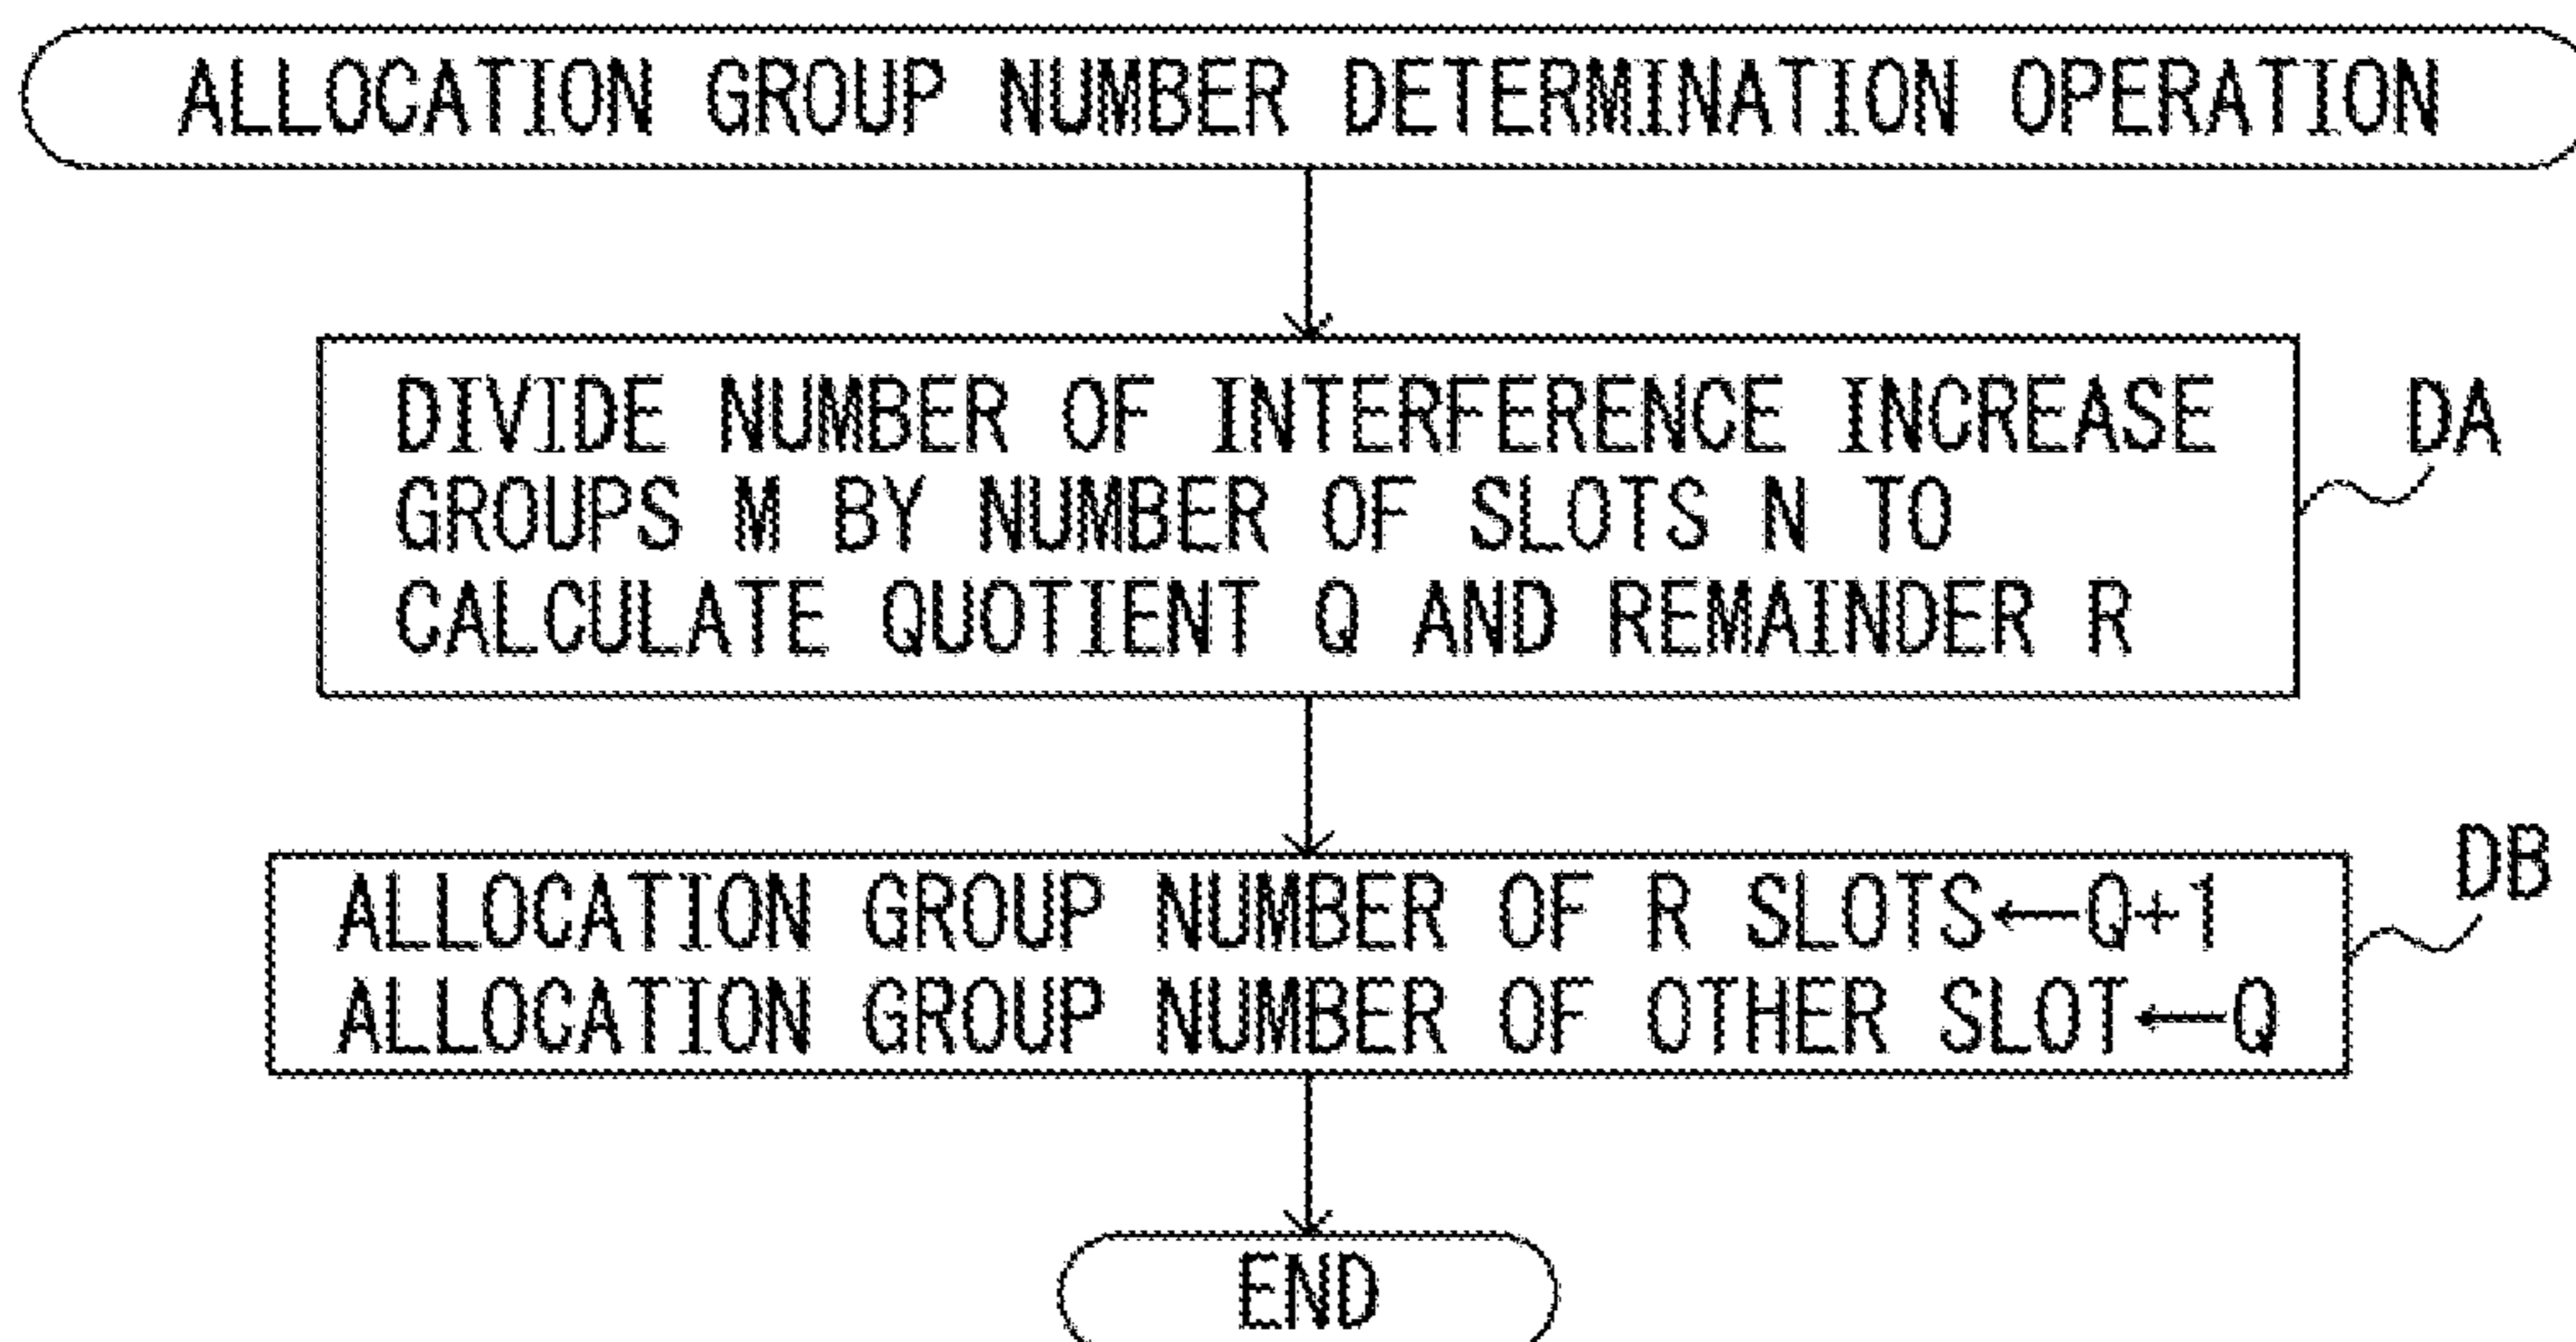 ALLOCATION GROUP NUMBER DETERMINATION OPERATION
DIVIDE NUMBER OF INTERFERENCE INCREASE
GROUPS M BY NUMBER OF SLOTS N TO
CALCULATE QUOTIENT Q AND REMAINDER R
DA
ALLOCATION GROUP NUMBER OF R SLOTS←Q+1
ALLOCATION GROUP NUMBER OF OTHER SLOT←Q
DB
END